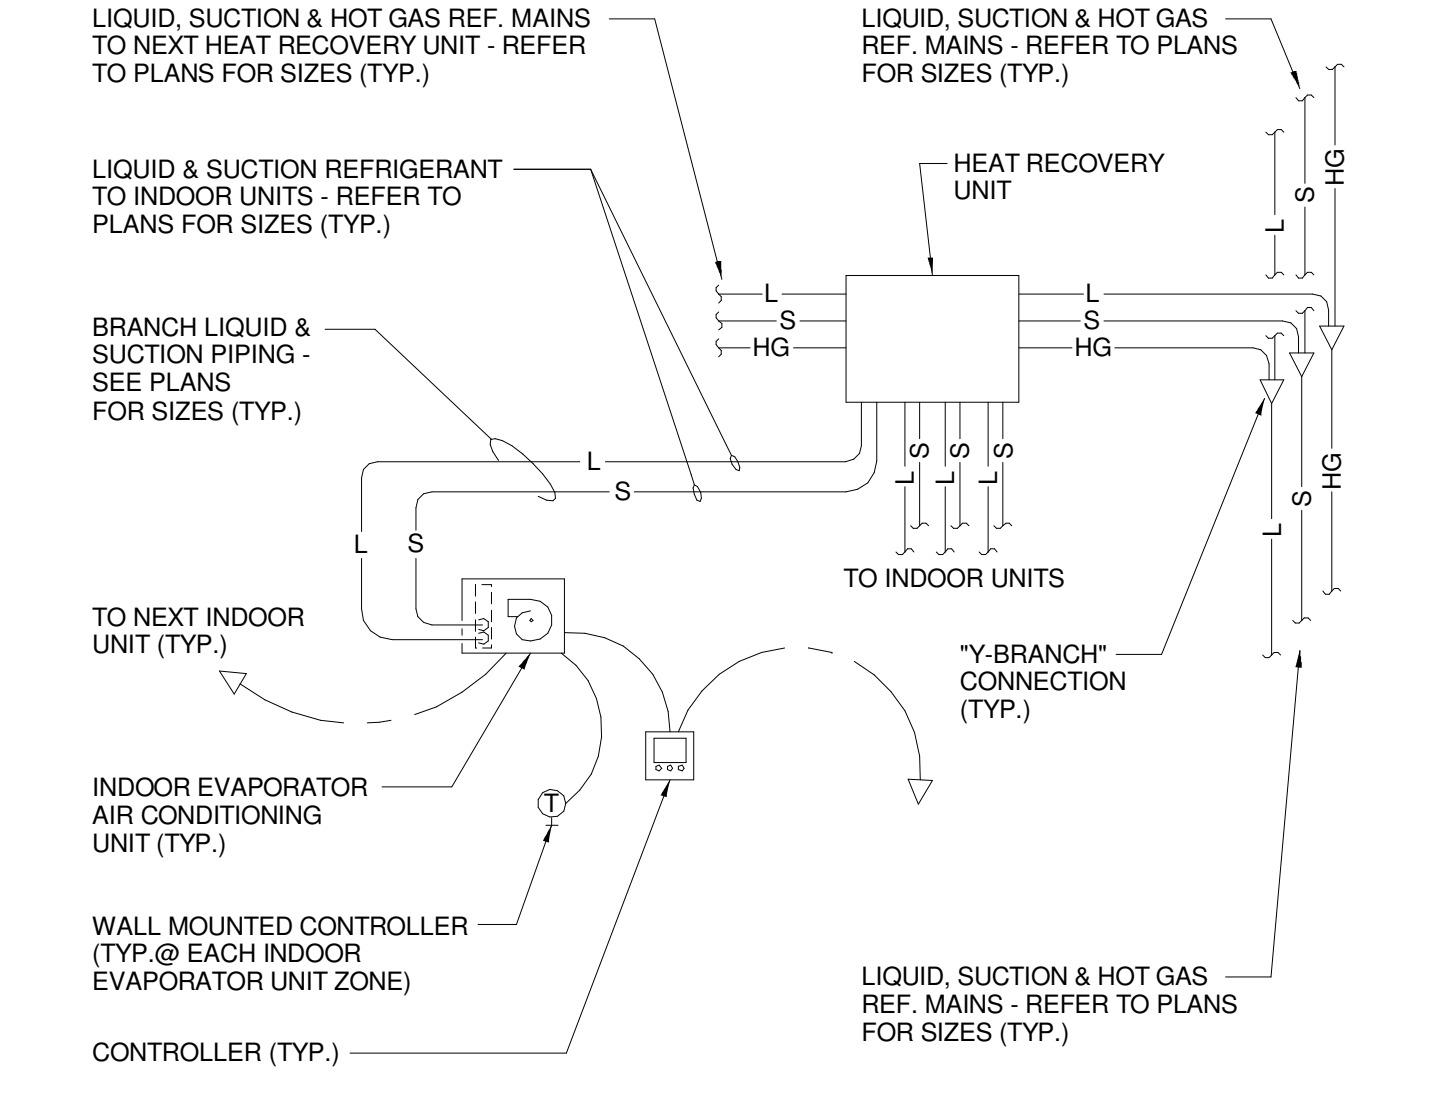 LIQUID, SUCTION & HOT GAS REF. MAINS
TO NEXT HEAT RECOVERY UNIT - REFER
TO PLANS FOR SIZES (TYP.)
LIQUID, SUCTION & HOT GAS
REF. MAINS - REFER TO PLANS
FOR SIZES (TYP.)
LIQUID & SUCTION REFRIGERANT
TO INDOOR UNITS - REFER TO
PLANS FOR SIZES (TYP.)
HEAT RECOVERY
UNIT
HG
S
L
L
S
HG
L
S
HG
BRANCH LIQUID &
SUCTION PIPING -
SEE PLANS
FOR SIZES (TYP.)
L
S
L
S
L
S
L
S
L
S
HG
S
L
L
S
TO INDOOR UNITS
TO NEXT INDOOR
UNIT (TYP.)
"Y-BRANCH"
CONNECTION
(TYP.)
INDOOR EVAPORATOR
AIR CONDITIONING
UNIT (TYP.)
T
WALL MOUNTED CONTROLLER
(TYP.@ EACH INDOOR
EVAPORATOR UNIT ZONE)
LIQUID, SUCTION & HOT GAS
REF. MAINS - REFER TO PLANS
FOR SIZES (TYP.)
CONTROLLER (TYP.)